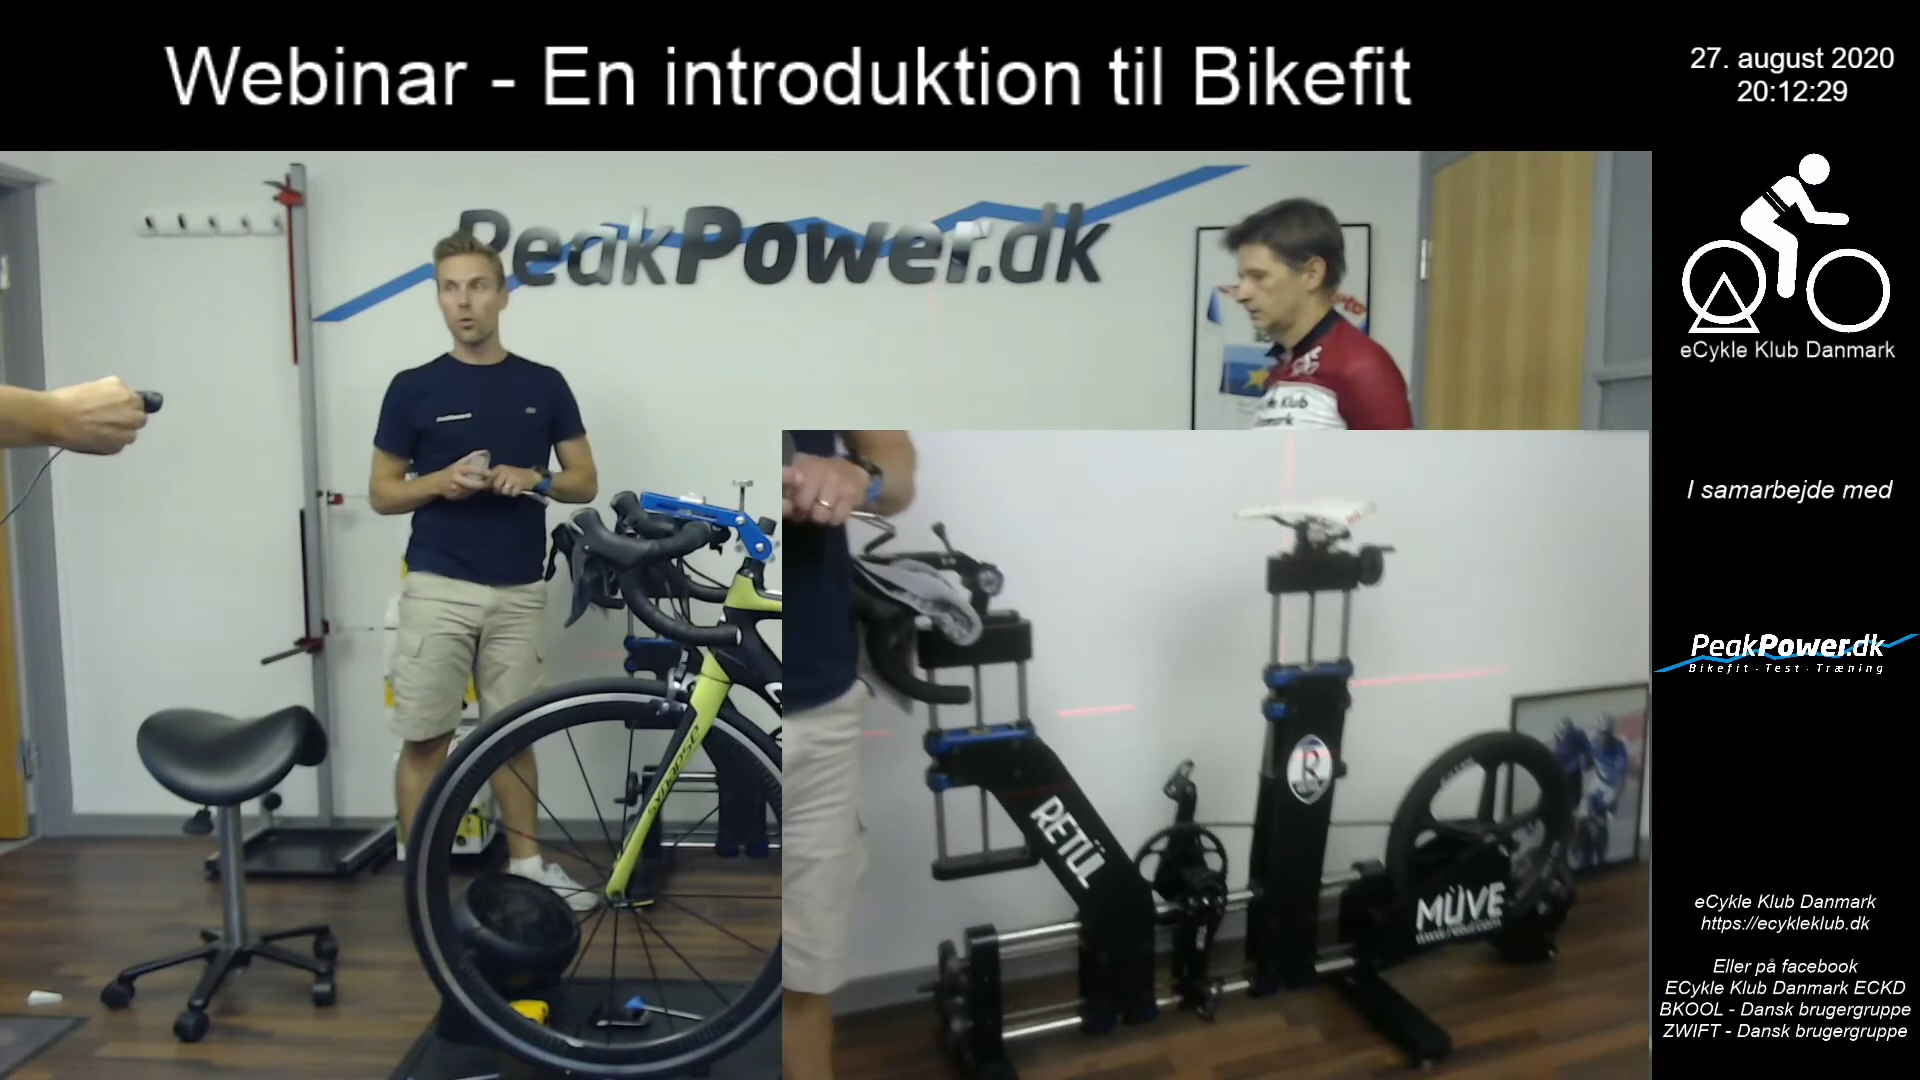 Webinar - En introduktion til Bikefit
27. august 2020
20:12:29
PeakPower.dk
eCykle Klub Danmark
Klub
I samarbejde med
RETÜL
R
MÜVE
PeakPower.dk
Bikefit · Test · Træning
eCykle Klub Danmark
https://ecykleklub.dk
Eller på facebook
ECykle Klub Danmark ECKD
BKOOL - Dansk brugergruppe
ZWIFT - Dansk brugergruppe